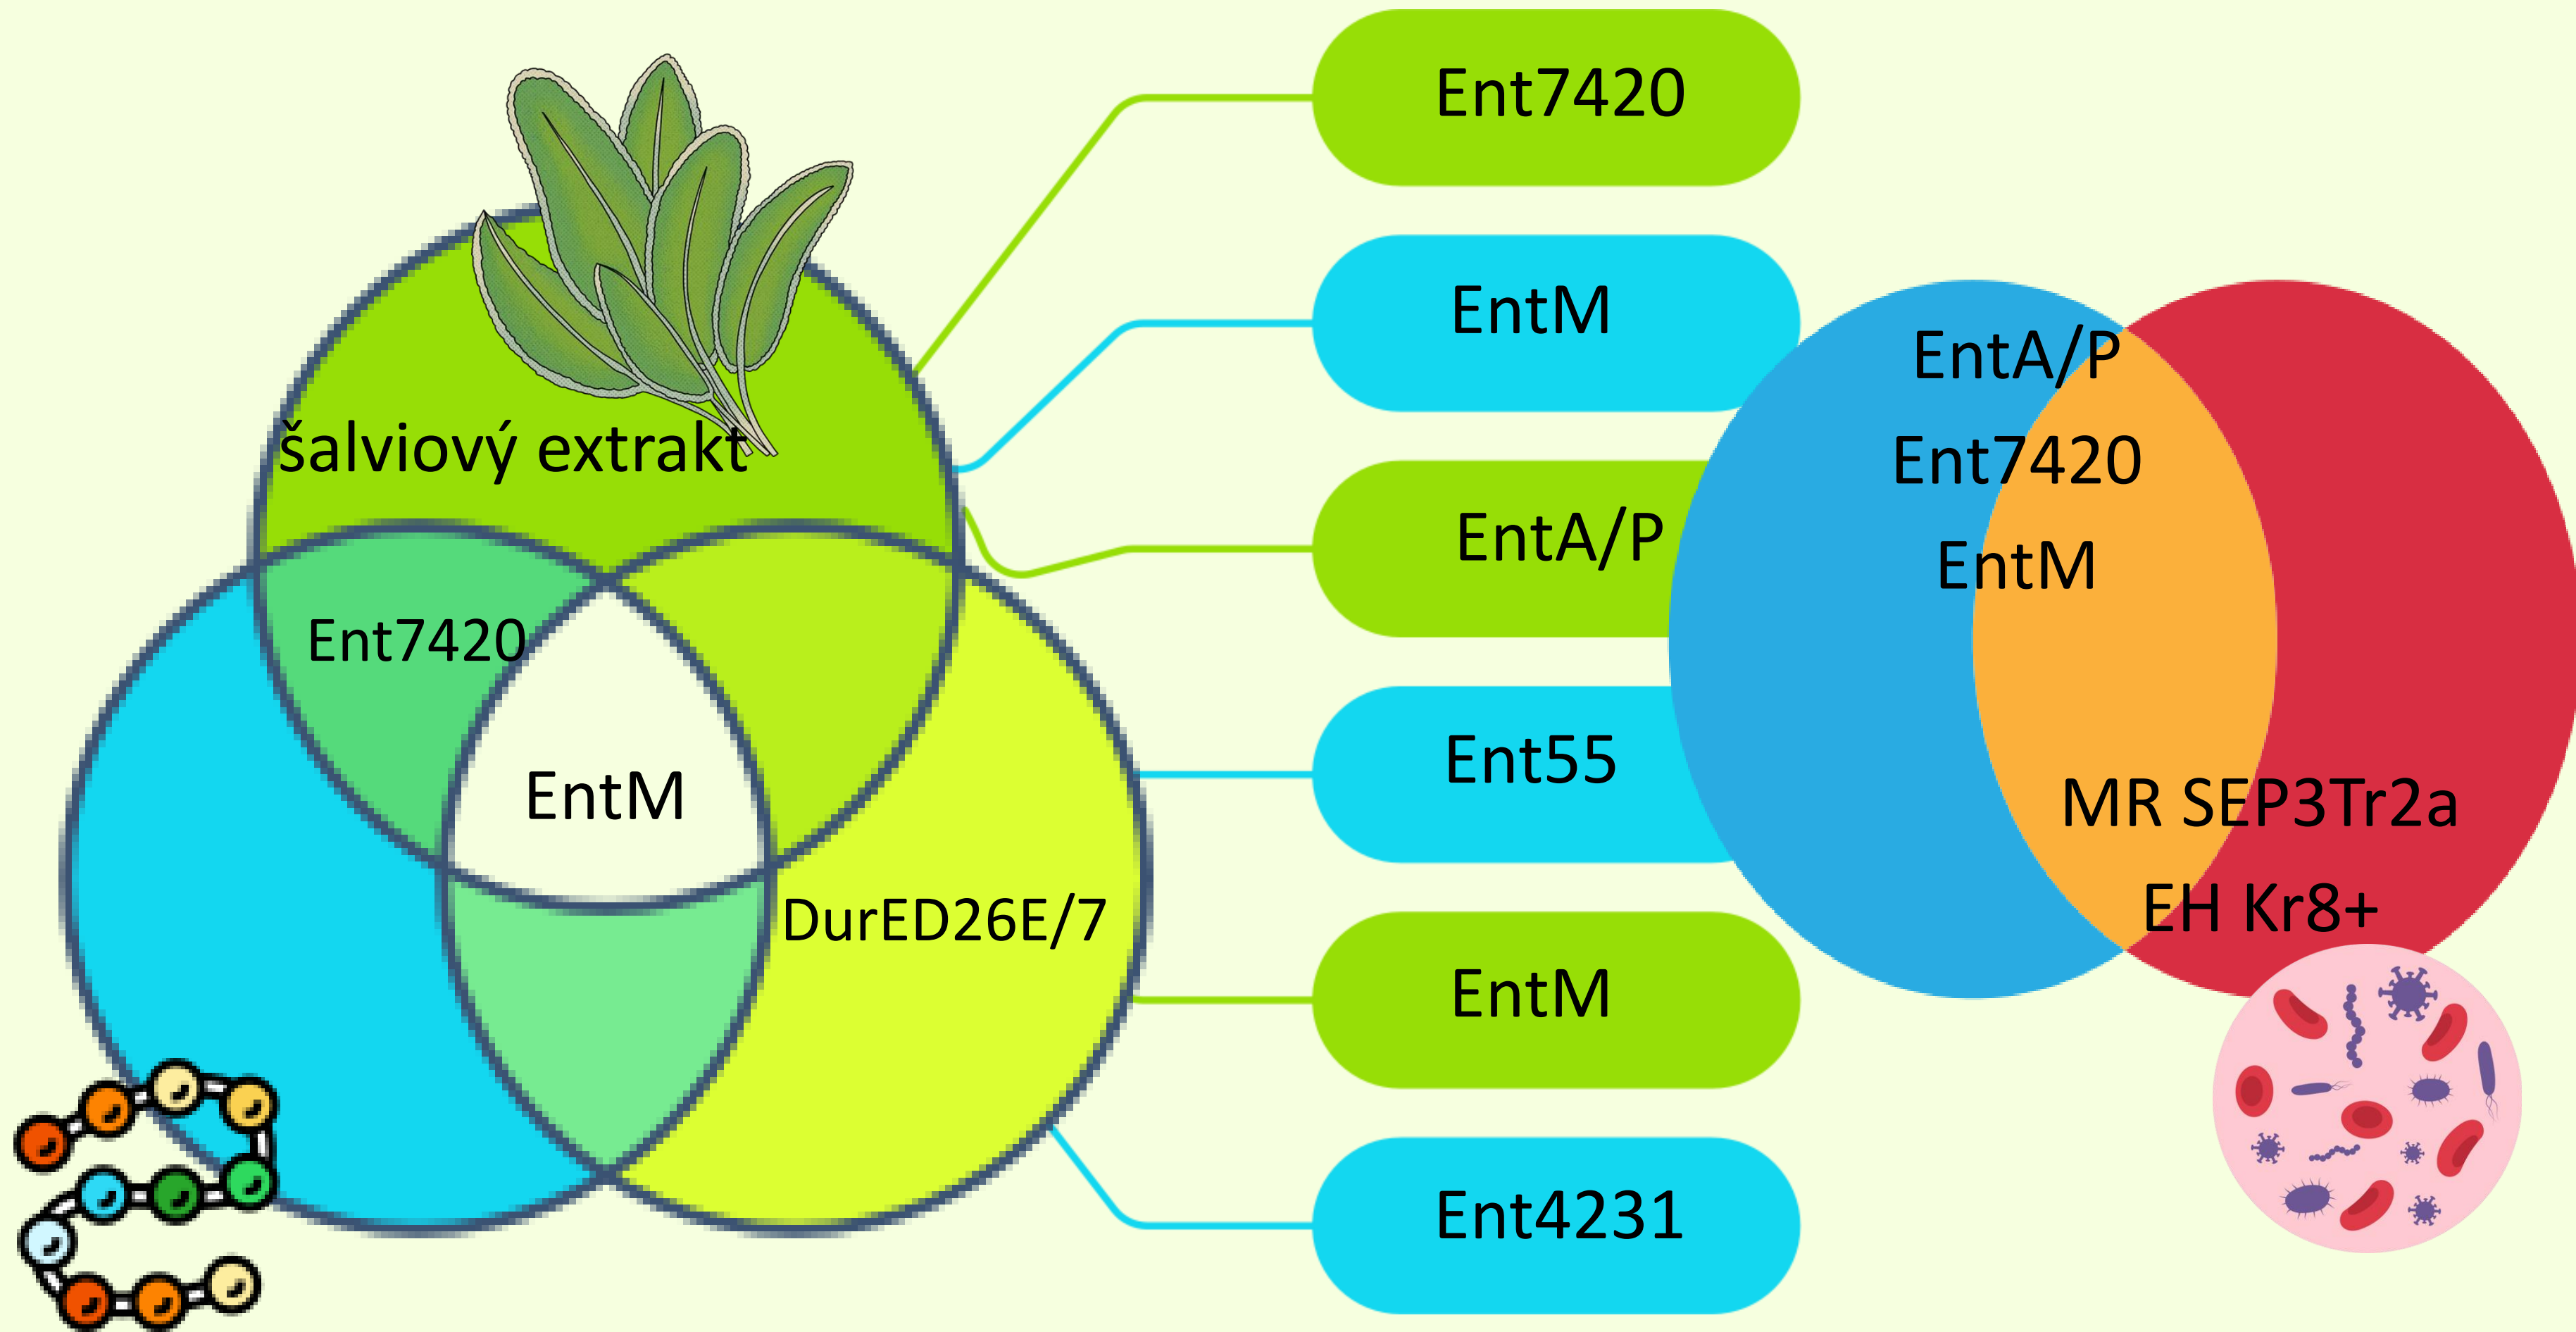 šalviový extrakt
Ent7420
EntM
DurED26E/7
Ent7420
EntM
EntA/P
Ent55
EntM
Ent4231
EntA/P
Ent7420
EntM
MR SEP3Tr2a
EH Kr8+